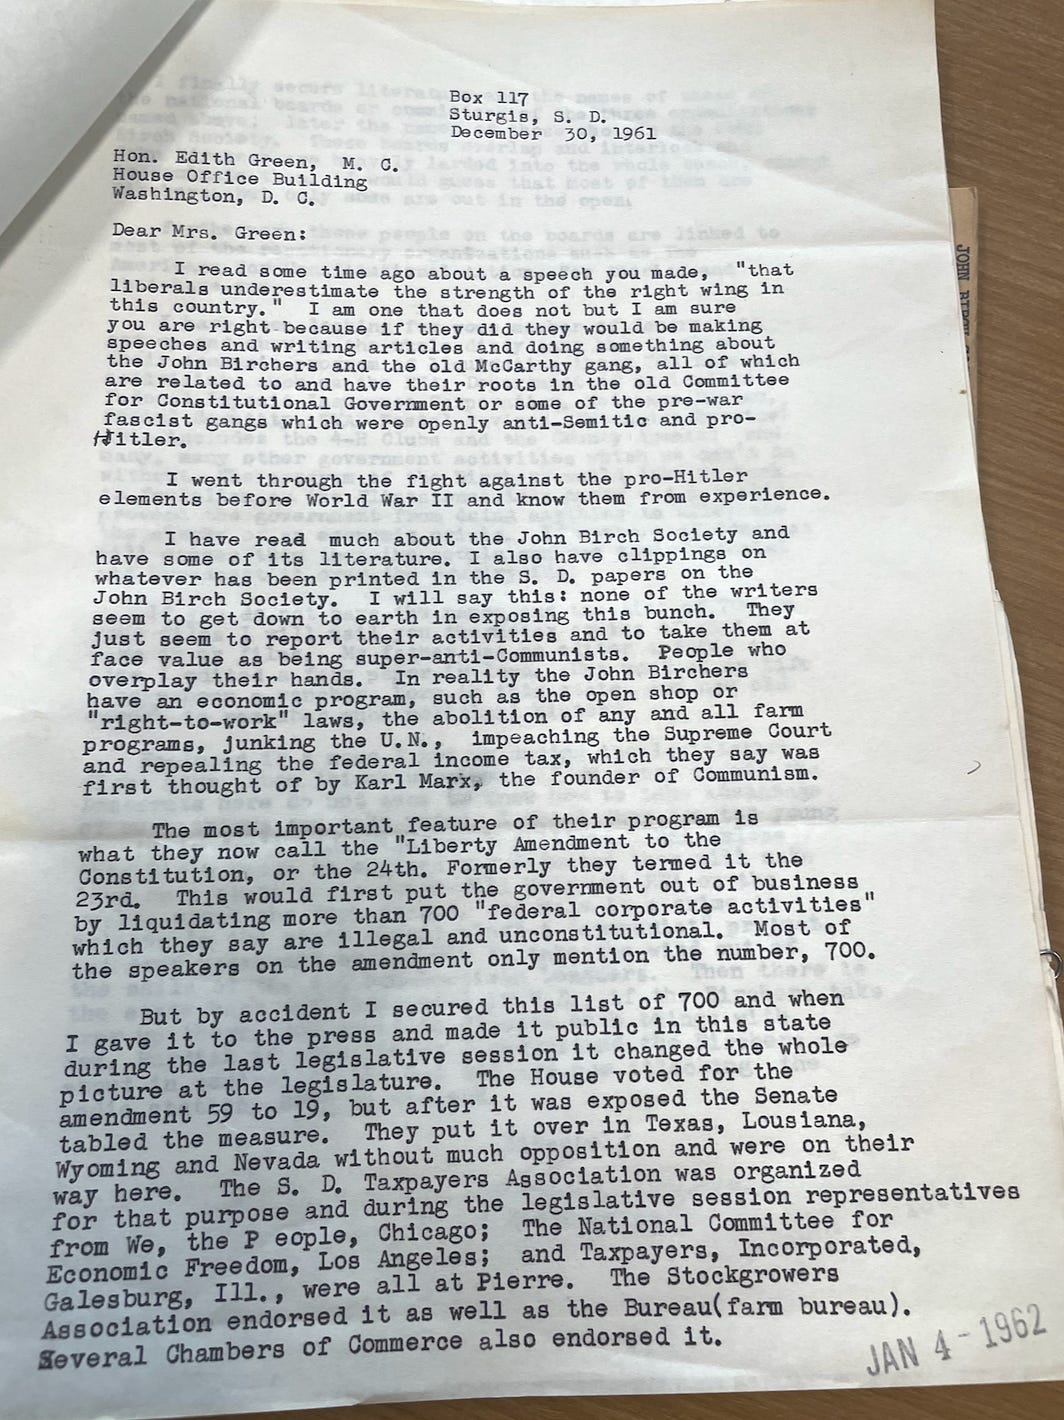 Box 117
Sturgis, S. D.
December 30, 1961
Hon. Edith Green, M. C.
House Office Building
Washington, D. C.
Dear Mrs. Green:
I read some time ago about a speech you made, "that
liberals underestimate the strength of the right wing in
this country." I am one that does not but I am sure
you are right because if they did they would be making
speeches and writing articles and doing something about
the John Birchers and the old McCarthy gang, all of which
are related to and have their roots in the old Committee
for Constitutional Government or some of the pre-war
fascist gangs which were openly anti-Semitic and pro-
Hitler.
I went through the fight against the pro-Hitler
elements before World War II and know them from experience.
I have read much about the John Birch Society and
have some of its literature. I also have clippings on
whatever has been printed in the S. D. papers on the
John Birch Society. I will say this: none of the writers
seem to get down to earth in exposing this bunch. They
just seem to report their activities and to take them at
face value as being super-anti-Communists. People who
overplay their hands. In reality the John Birchers
have an economic program, such as the open shop or
"right-to-work" laws, the abolition of any and all farm
programs, junking the U.N., impeaching the Supreme Court
and repealing the federal income tax, which they say was
first thought of by Karl Marx, the founder of Communism.
The most important feature of their program is
what they now call the "Liberty Amendment to the
Constitution, or the 24th. Formerly they termed it the
23rd. This would first put the government out of business
by liquidating more than 700 "federal corporate activities"
which they say are illegal and unconstitutional. Most of
the speakers on the amendment only mention the number, 700.
But by accident I secured this list of 700 and when
I gave it to the press and made it public in this state
during the last legislative session it changed the whole
picture at the legislature. The House voted for the
amendment 59 to 19, but after it was exposed the Senate
tabled the measure. They put it over in Texas, Lousiana,
Wyoming and Nevada without much opposition and were on their
way here. The S. D. Taxpayers Association was organized
for that purpose and during the legislative session representatives
from We, the P eople, Chicago; The National Committee for
Economic Freedom, Los Angeles; and Taxpayers, Incorporated,
Galesburg, Ill., were all at Pierre. The Stockgrowers
Association endorsed it as well as the Bureau(farm bureau).
Several Chambers of Commerce also endorsed it.
JAN 4 - 1962